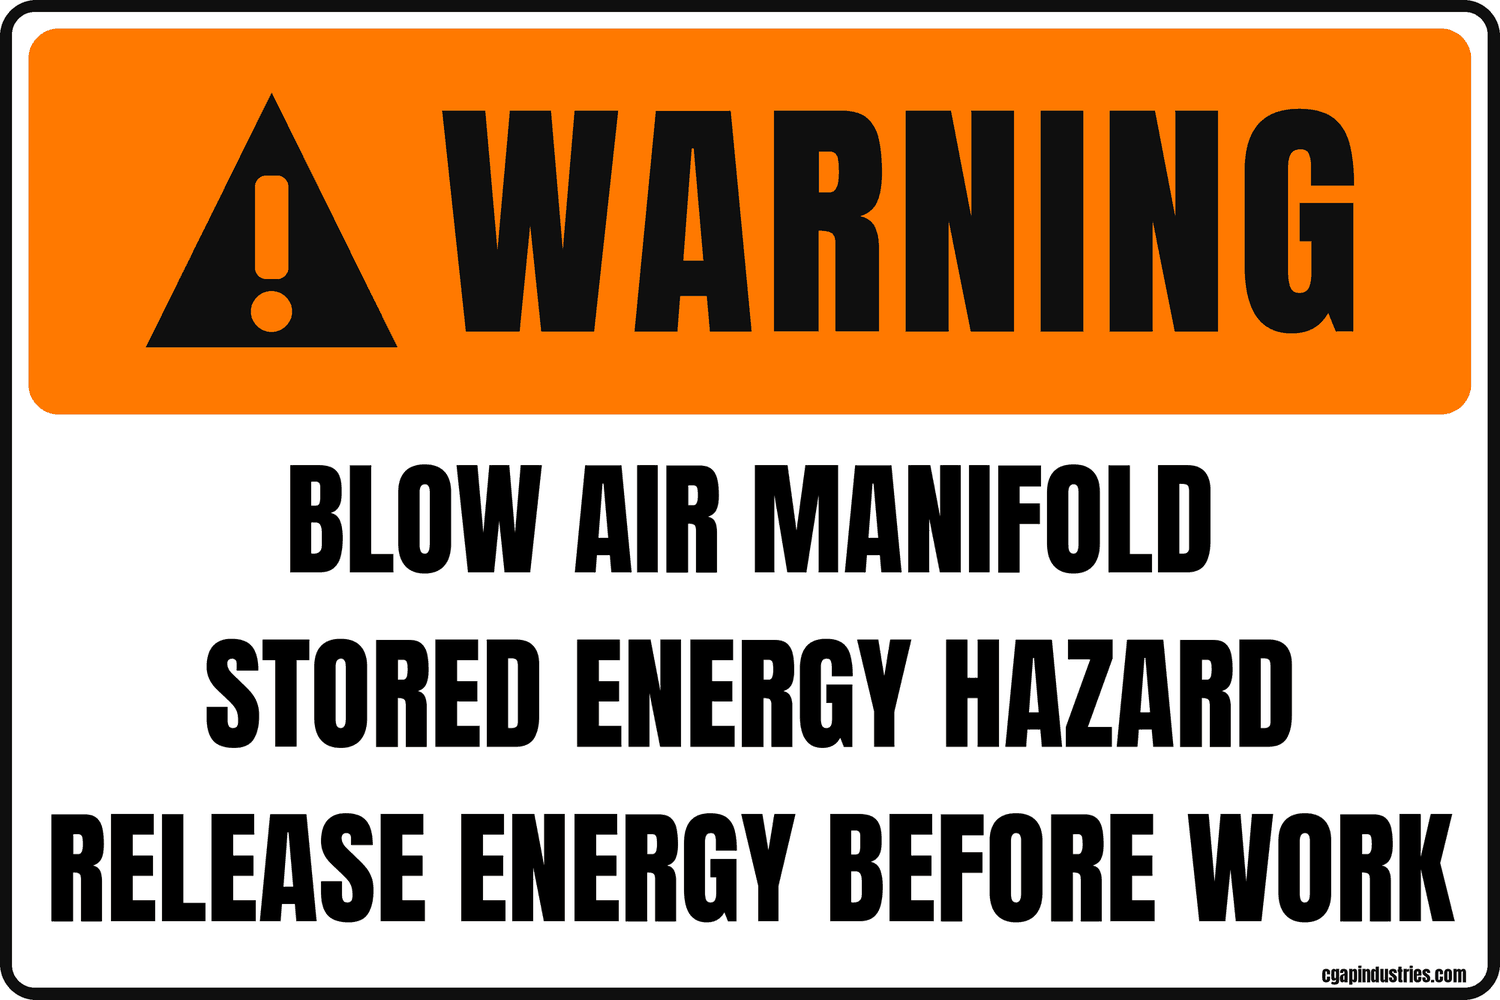 WARNING
BLOW AIR MANIFOLD
STORED ENERGY HAZARD
RELEASE ENERGY BEFORE WORK
cgapindustries.com